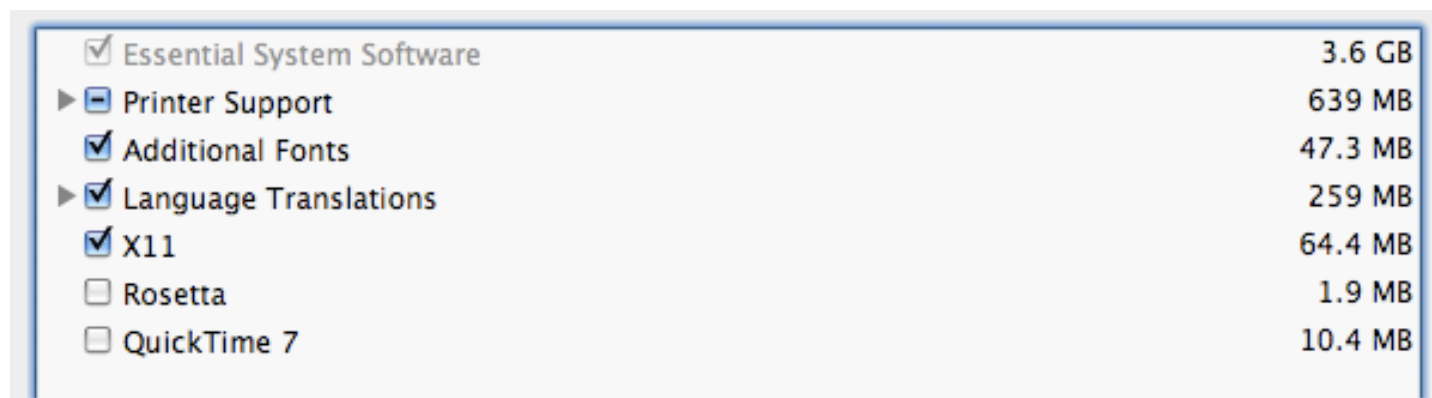 Essential System Software 3.6 GB
Printer Support 639 MB
Additional Fonts 47.3 MB
Language Translations 259 MB
X11 64.4 MB
Rosetta 1.9 MB
QuickTime 7 10.4 MB